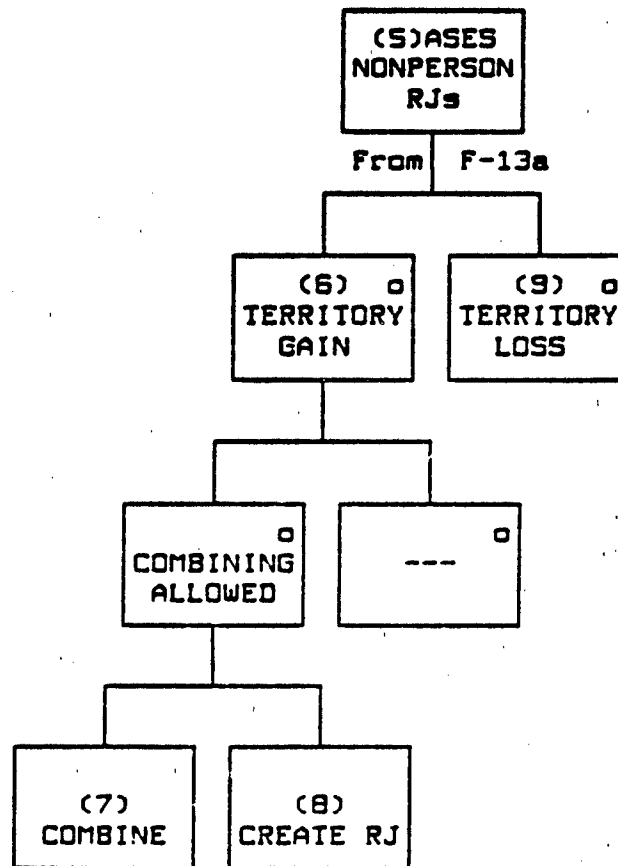 (5)ASES
NONPERSON
RJs
From F-13a
(6) o
TERRITORY
GAIN
(9) o
TERRITORY
LOSS
o
COMBINING
ALLOWED
o
---
(7)
COMBINE
(8)
CREATE RJ